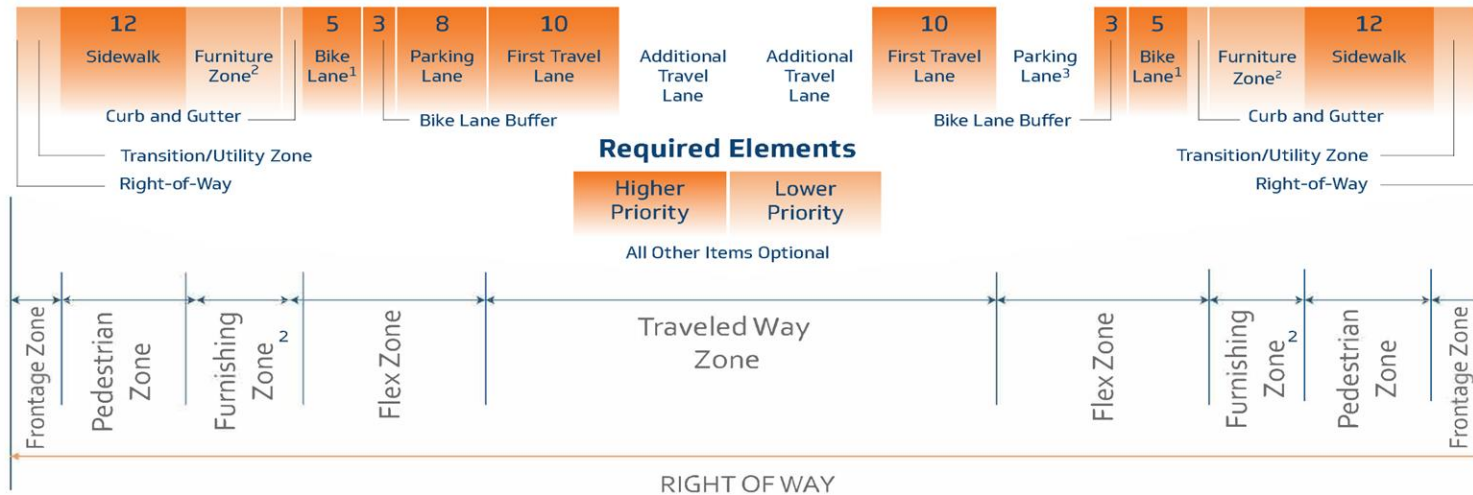 12
Sidewalk
Furniture
Zone²
5
Bike
Lane¹
3
8
Parking
Lane
10
First Travel
Lane
Additional
Travel
Lane
Additional
Travel
Lane
10
First Travel
Lane
Parking
Lane³
3
5
Bike
Lane¹
Furniture
Zone²
12
Sidewalk
Curb and Gutter
Bike Lane Buffer
Bike Lane Buffer
Curb and Gutter
Transition/Utility Zone
Transition/Utility Zone
Right-of-Way
Right-of-Way
Required Elements
Higher
Priority
Lower
Priority
All Other Items Optional
Frontage Zone
Pedestrian
Zone
Furnishing
Zone ²
Flex Zone
Traveled Way
Zone
Flex Zone
Furnishing
Zone ²
Pedestrian
Zone
Frontage Zone
RIGHT OF WAY